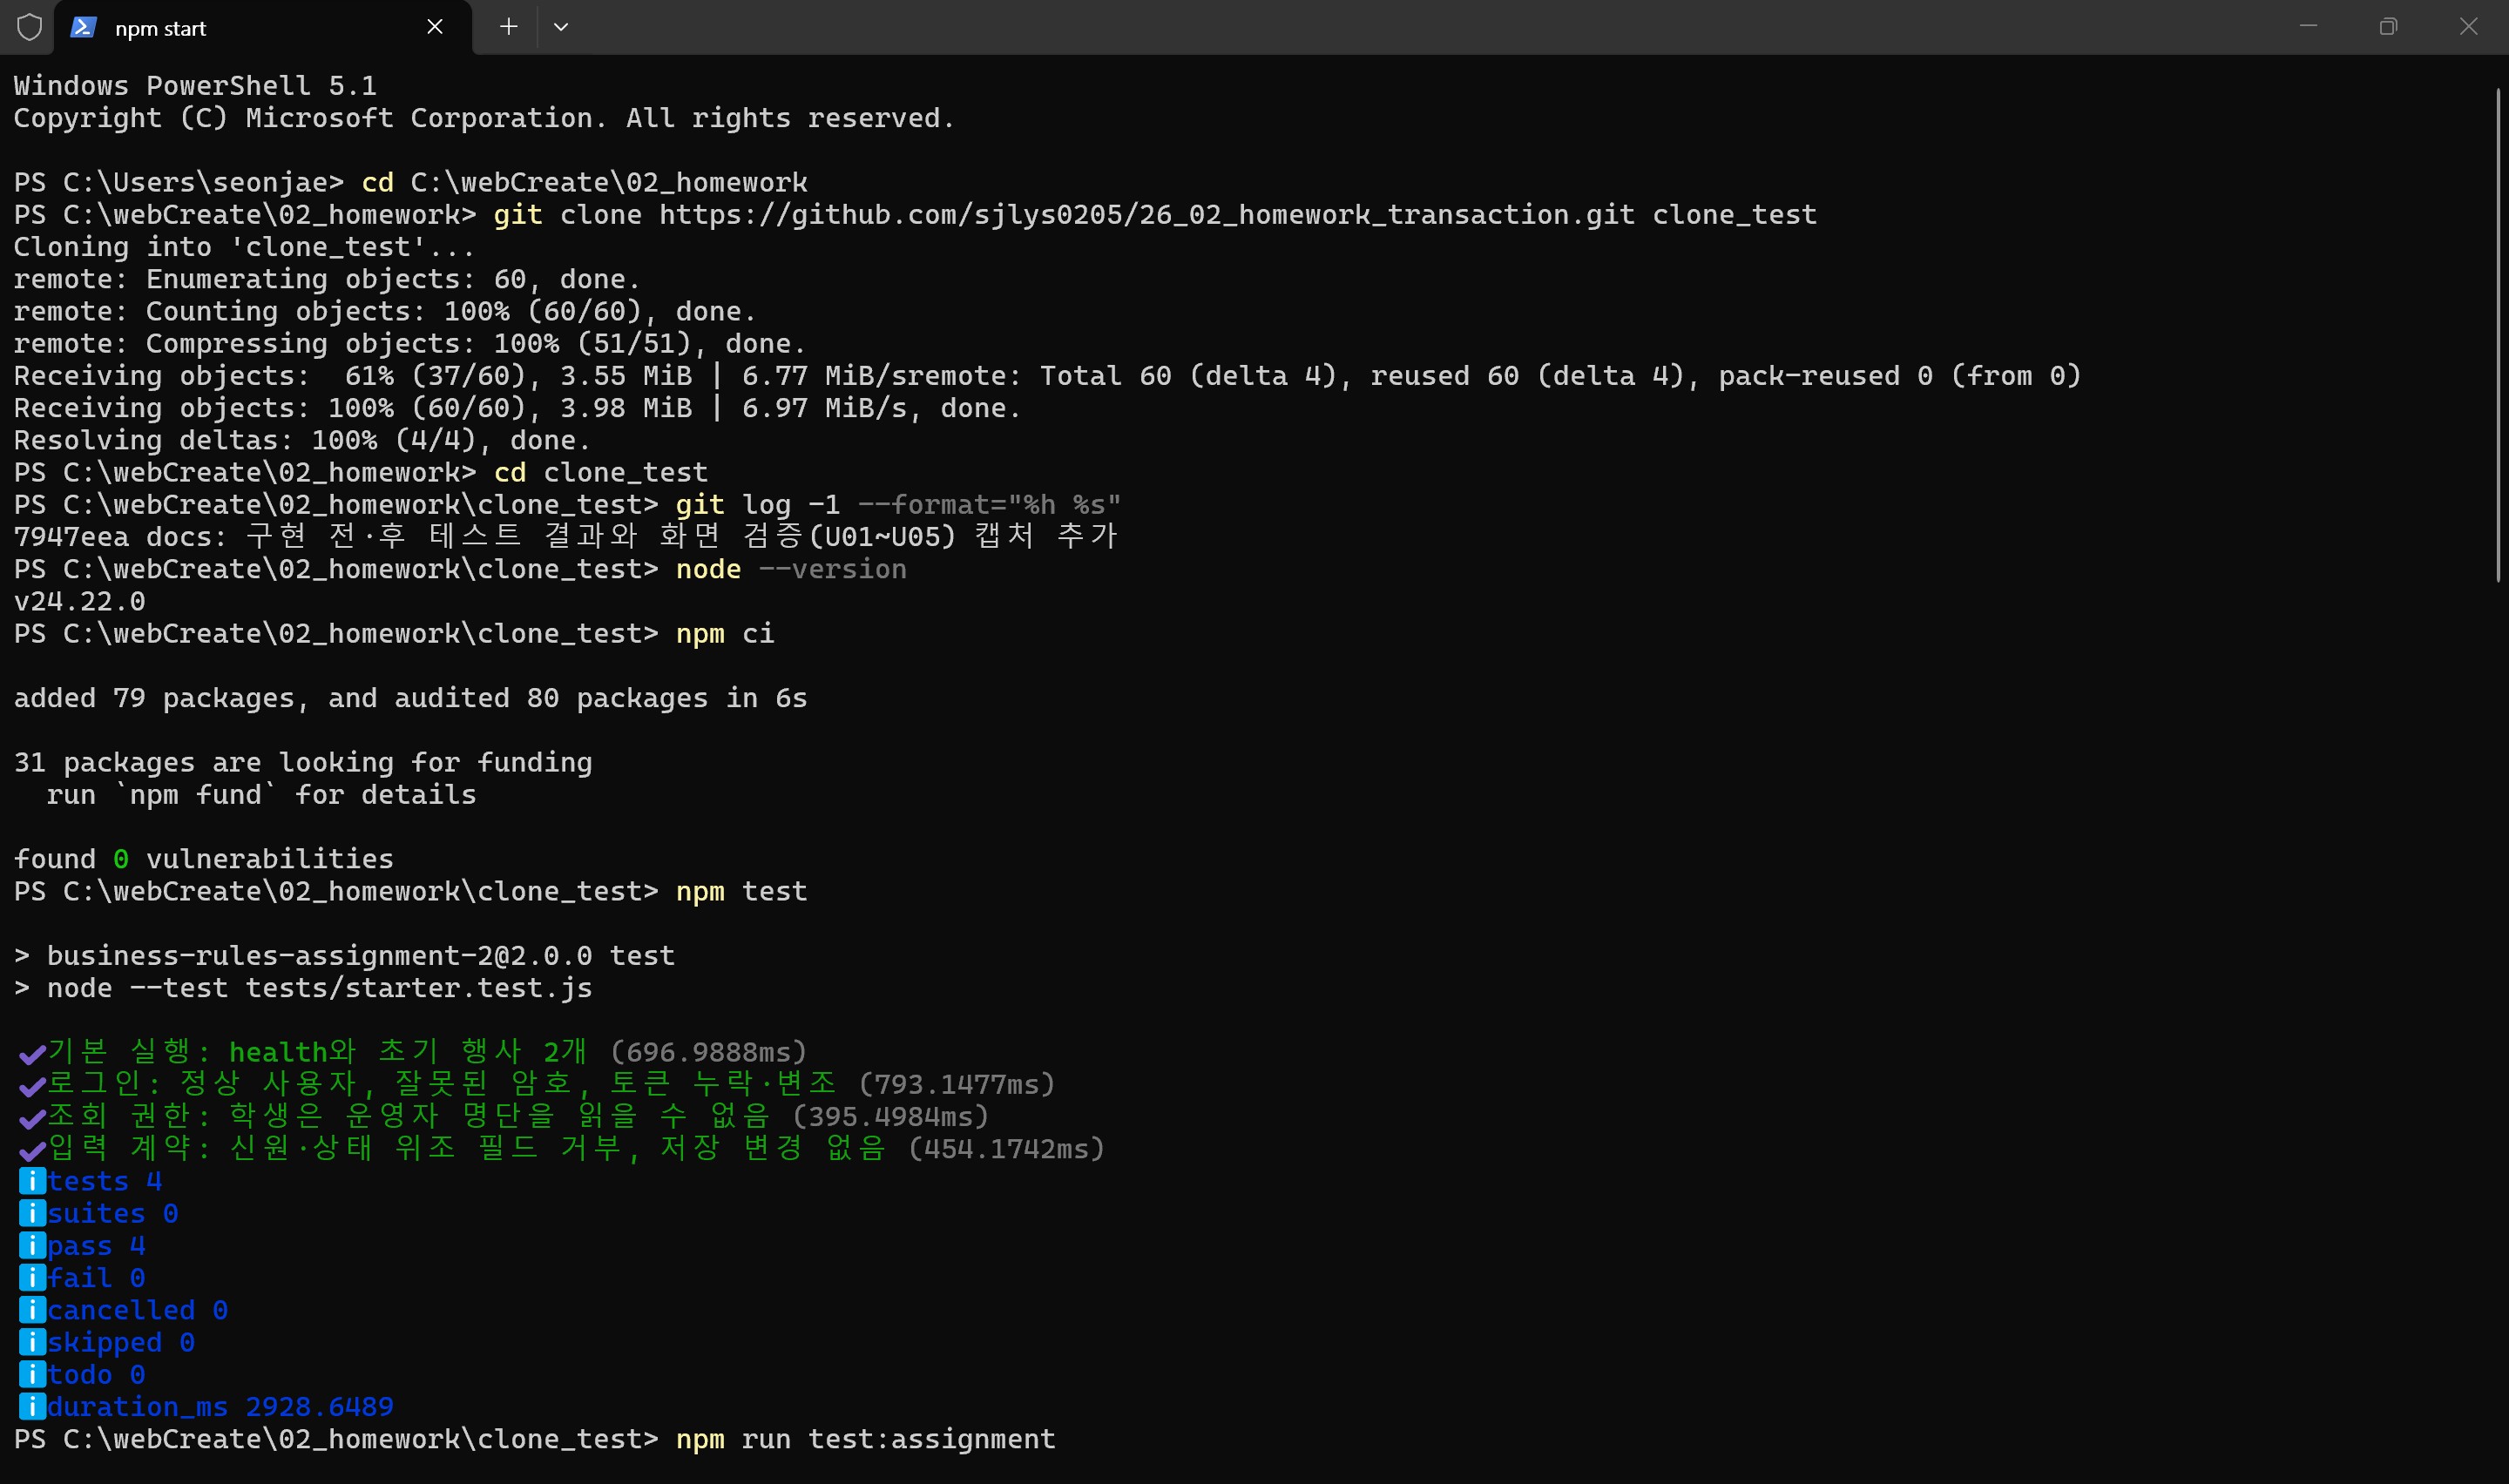 npm start
Windows PowerShell 5.1
Copyright (C) Microsoft Corporation. All rights reserved.
PS C:\Users\seonjae> cd C:\webCreate\02_homework
PS C:\webCreate\02_homework> git clone https://github.com/sjlys0205/26_02_homework_transaction.git clone_test
Cloning into 'clone_test'...
remote: Enumerating objects: 60, done.
remote: Counting objects: 100% (60/60), done.
remote: Compressing objects: 100% (51/51), done.
Receiving objects:  61% (37/60), 3.55 MiB | 6.77 MiB/sremote: Total 60 (delta 4), reused 60 (delta 4), pack-reused 0 (from 0)
Receiving objects: 100% (60/60), 3.98 MiB | 6.97 MiB/s, done.
Resolving deltas: 100% (4/4), done.
PS C:\webCreate\02_homework> cd clone_test
PS C:\webCreate\02_homework\clone_test> git log -1 --format="%h %s"
7947eea docs: 구현 전·후 테스트 결과와 화면 검증(U01~U05) 캡처 추가
PS C:\webCreate\02_homework\clone_test> node --version
v24.22.0
PS C:\webCreate\02_homework\clone_test> npm ci
added 79 packages, and audited 80 packages in 6s
31 packages are looking for funding
  run `npm fund` for details
found 0 vulnerabilities
PS C:\webCreate\02_homework\clone_test> npm test
> business-rules-assignment-2@2.0.0 test
> node --test tests/starter.test.js
✔기본 실행: health와 초기 행사 2개 (696.9888ms)
✔로그인: 정상 사용자, 잘못된 암호, 토큰 누락·변조 (793.1477ms)
✔조회 권한: 학생은 운영자 명단을 읽을 수 없음 (395.4984ms)
✔입력 계약: 신원·상태 위조 필드 거부, 저장 변경 없음 (454.1742ms)
ℹtests 4
ℹsuites 0
ℹpass 4
ℹfail 0
ℹcancelled 0
ℹskipped 0
ℹtodo 0
ℹduration_ms 2928.6489
PS C:\webCreate\02_homework\clone_test> npm run test:assignment